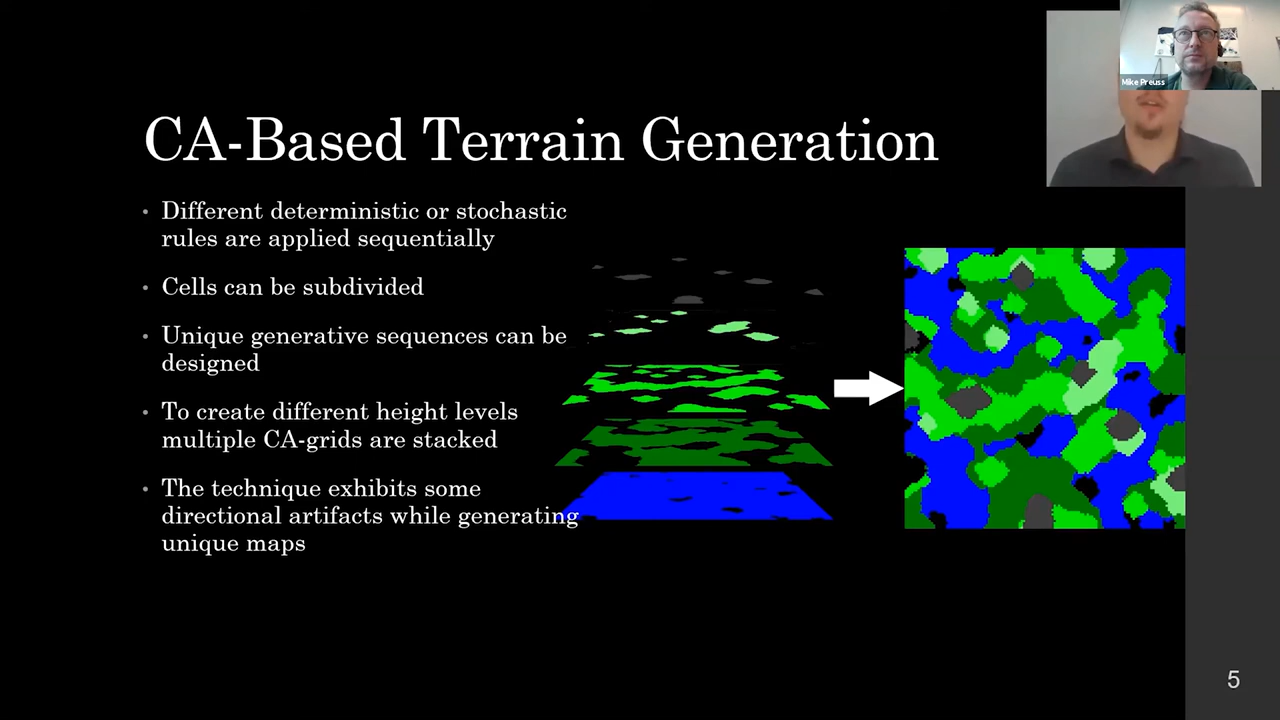 Mike Preuss
CA-Based Terrain Generation
• Different deterministic or stochastic
rules are applied sequentially
• Cells can be subdivided
• Unique generative sequences can be
designed
• To create different height levels
multiple CA-grids are stacked
• The technique exhibits some
directional artifacts while generating
unique maps
5